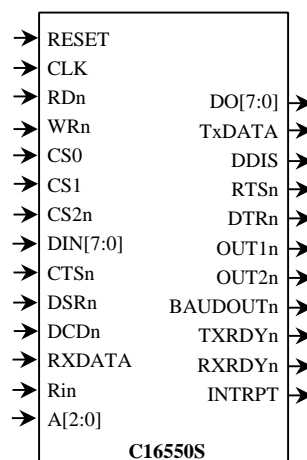 RESET
CLK
RDn
WRn
CS0
CS1
CS2n
DIN[7:0]
CTSn
DSRn
DCDn
RXDATA
Rin
A[2:0]
DO[7:0]
TxDATA
DDIS
RTSn
DTRn
OUT1n
OUT2n
BAUDOUTn
TXRDYn
RXRDYn
INTRPT
C16550S